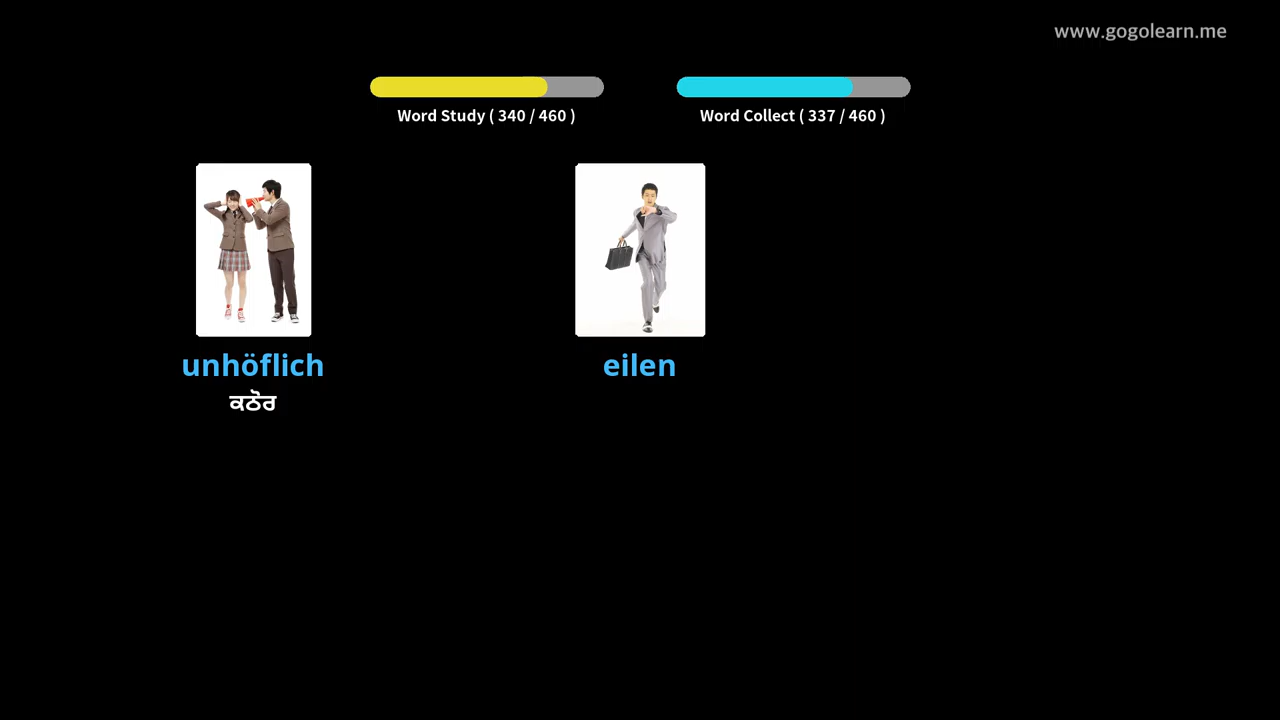 www.gogolearn.me
Word Study ( 340 / 460 )
Word Collect ( 337 / 460 )
unhöflich
eilen
ਕਠੋਰ